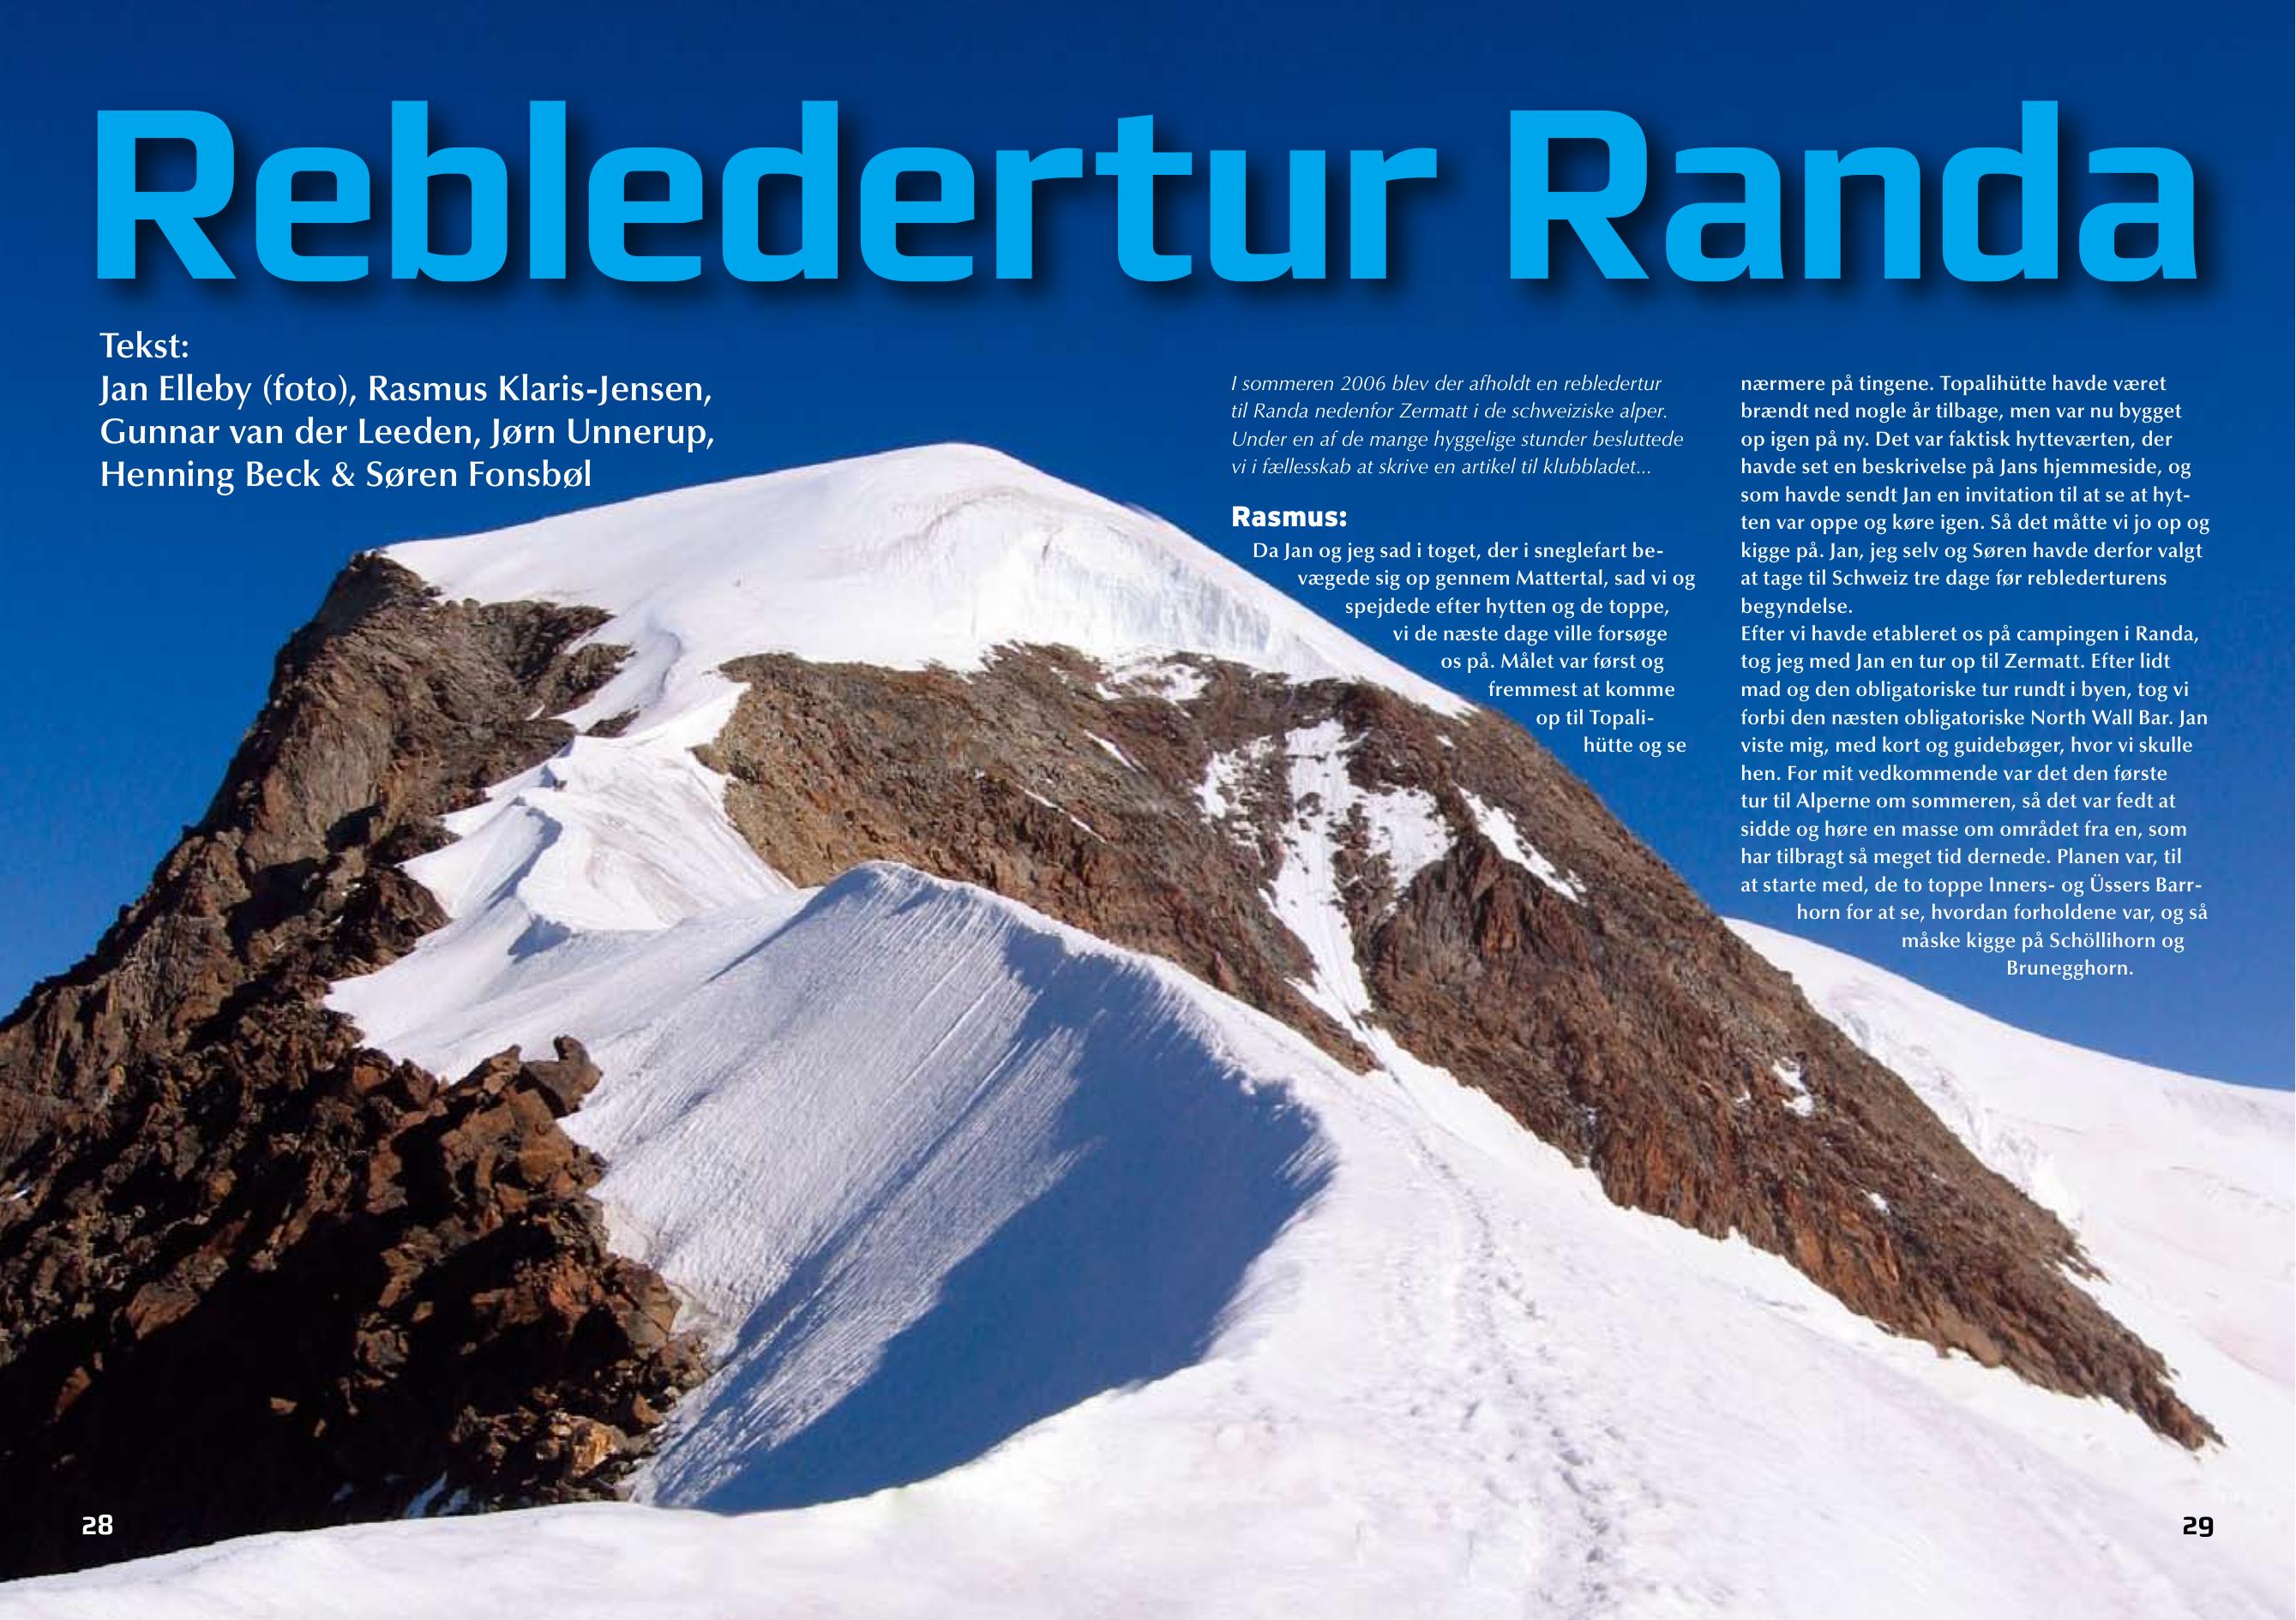 Rebledertur Randa
Tekst:
Jan Elleby (foto), Rasmus Klaris-Jensen,
Gunnar van der Leeden, Jørn Unnerup,
Henning Beck & Søren Fonsbøl
I sommeren 2006 blev der afholdt en rebledertur
til Randa nedenfor Zermatt i de schweiziske alper.
Under en af de mange hyggelige stunder besluttede
vi i fællesskab at skrive en artikel til klubbladet...
Rasmus:
Da Jan og jeg sad i toget, der i sneglefart be-
vægede sig op gennem Mattertal, sad vi og
spejdede efter hytten og de toppe,
vi de næste dage ville forsøge
os på. Målet var først og
fremmest at komme
op til Topali-
hütte og se
nærmere på tingene. Topalihütte havde været
brændt ned nogle år tilbage, men var nu bygget
op igen på ny. Det var faktisk hytteværten, der
havde set en beskrivelse på Jans hjemmeside, og
som havde sendt Jan en invitation til at se at hyt-
ten var oppe og køre igen. Så det måtte vi jo op og
kigge på. Jan, jeg selv og Søren havde derfor valgt
at tage til Schweiz tre dage før reblederturens
begyndelse.
Efter vi havde etableret os på campingen i Randa,
tog jeg med Jan en tur op til Zermatt. Efter lidt
mad og den obligatoriske tur rundt i byen, tog vi
forbi den næsten obligatoriske North Wall Bar. Jan
viste mig, med kort og guidebøger, hvor vi skulle
hen. For mit vedkommende var det den første
tur til Alperne om sommeren, så det var fedt at
sidde og høre en masse om området fra en, som
har tilbragt så meget tid dernede. Planen var, til
at starte med, de to toppe Inners- og Üssers Barr-
horn for at se, hvordan forholdene var, og så
måske kigge på Schöllihorn og
Brunegghorn.
28
29